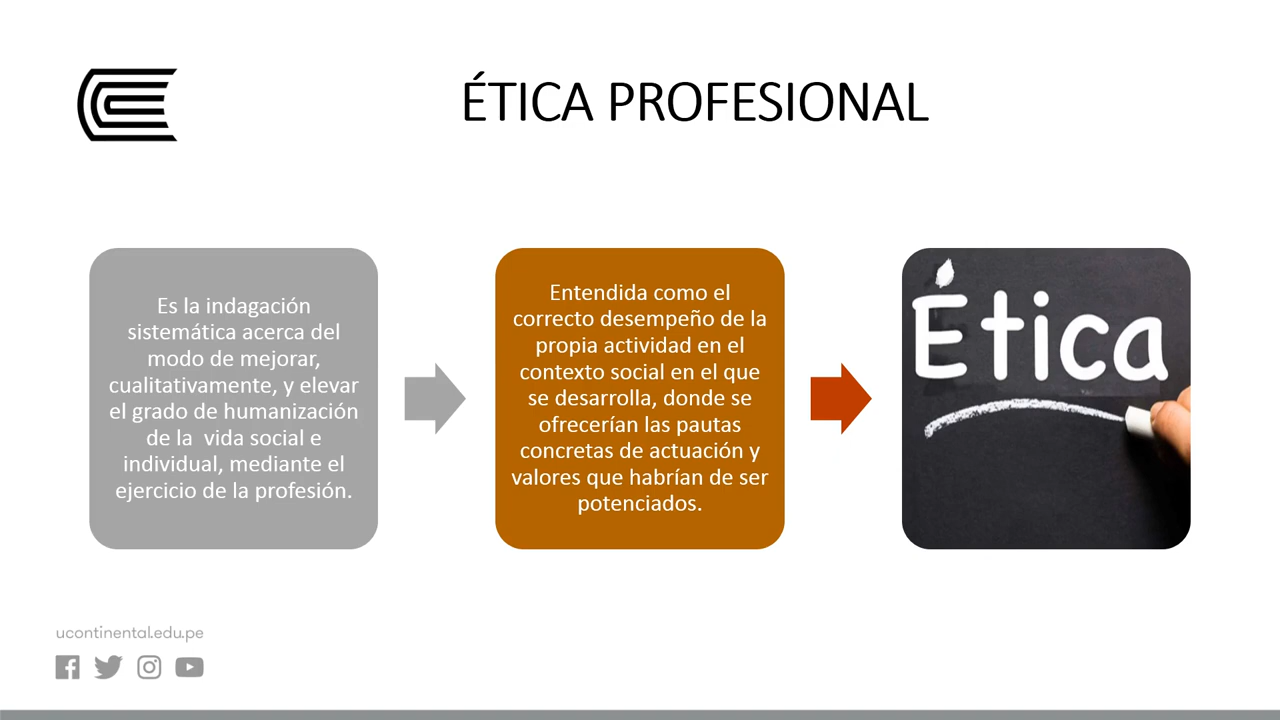 ÉTICA PROFESIONAL
Es la indagación
sistemática acerca del
modo de mejorar,
cualitativamente, y elevar
el grado de humanización
de la  vida social e
individual, mediante el
ejercicio de la profesión.
Entendida como el
correcto desempeño de la
propia actividad en el
contexto social en el que
se desarrolla, donde se
ofrecerían las pautas
concretas de actuación y
valores que habrían de ser
potenciados.
Ética
ucontinental.edu.pe